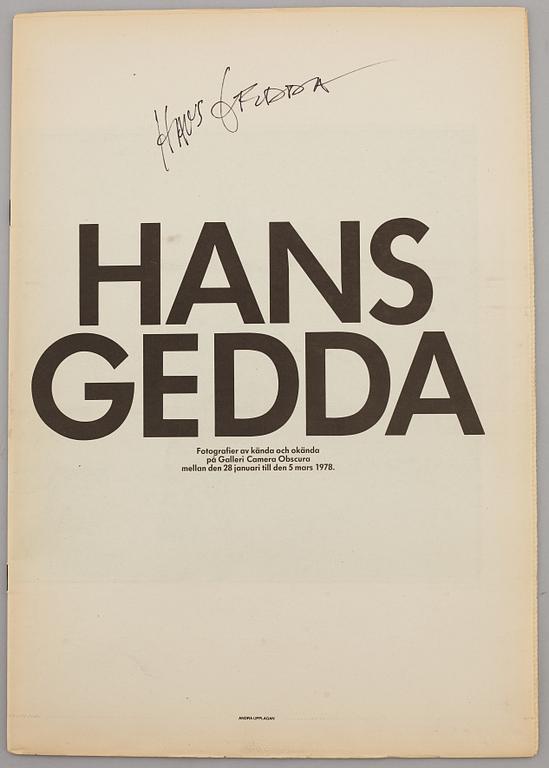 HANS GEDDA
HANS
GEDDA
Fotografier av kända och okända
på Galleri Camera Obscura
mellan den 28 januari till den 5 mars 1978.
ANDRA UPPLAGAN